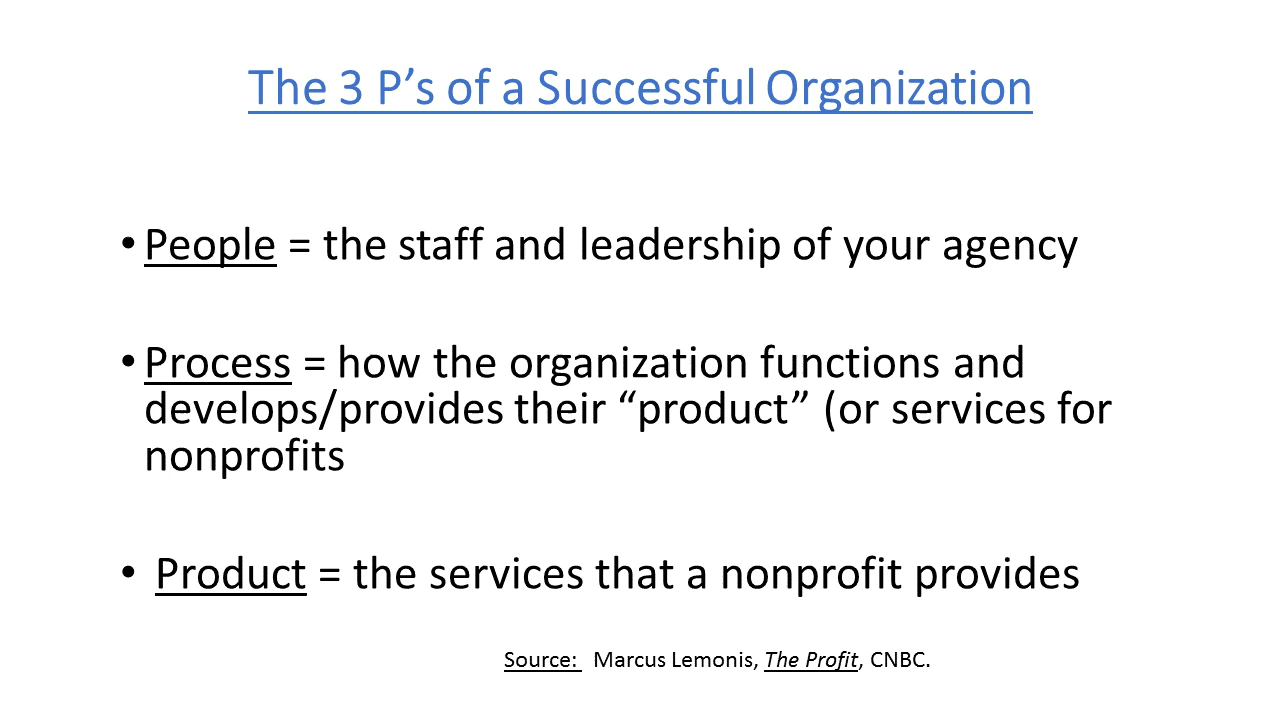 The 3 P’s of a Successful Organization
• People = the staff and leadership of your agency
• Process = how the organization functions and
develops/provides their “product” (or services for
nonprofits
• Product = the services that a nonprofit provides
Source: Marcus Lemonis, The Profit, CNBC.